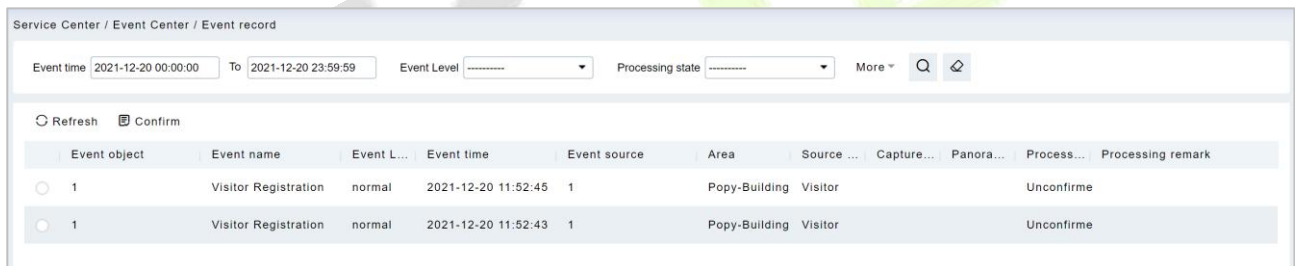 Service Center / Event Center / Event record
Event time 2021-12-20 00:00:00 To 2021-12-20 23:59:59 Event Level ---------- Processing state ---------- More
Refresh Confirm
Event object Event name Event L... Event time Event source Area Source ... Capture... Panora... Process... Processing remark
1 Visitor Registration normal 2021-12-20 11:52:45 1 Popy-Building Visitor Unconfirme
1 Visitor Registration normal 2021-12-20 11:52:43 1 Popy-Building Visitor Unconfirme